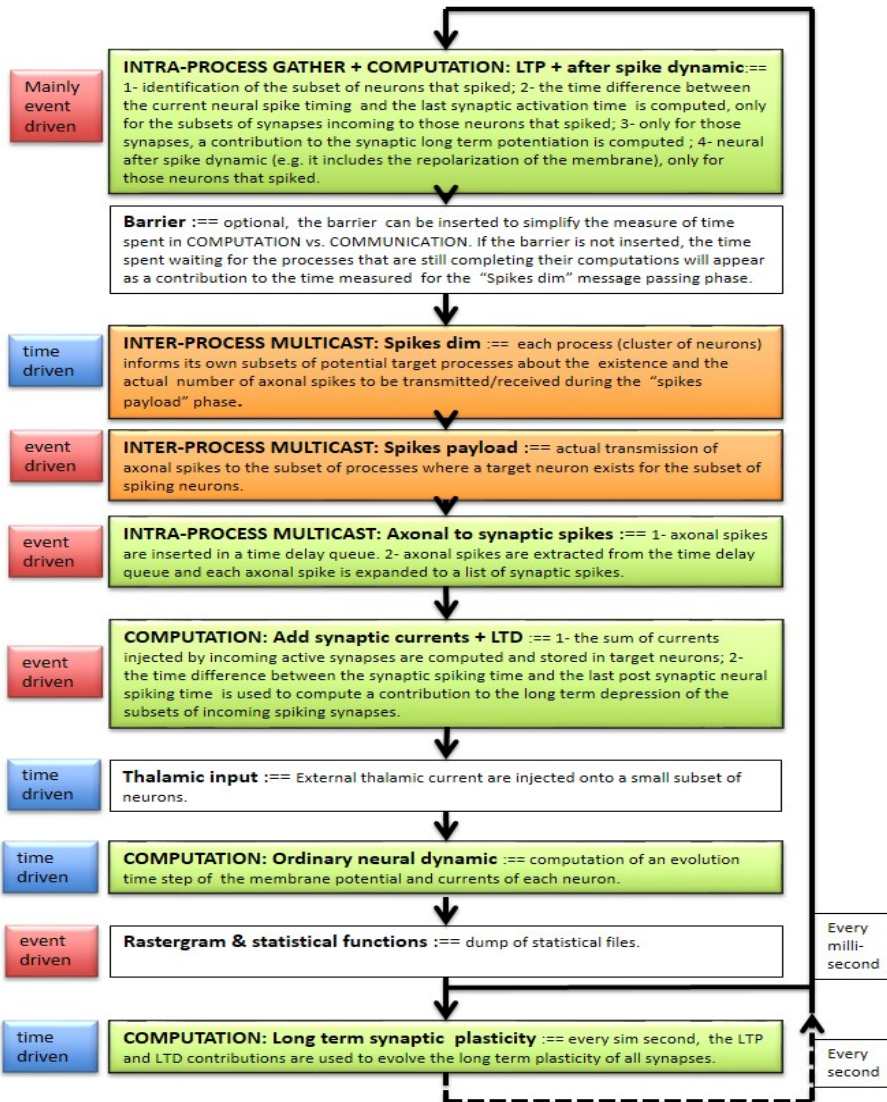 Mainly
event
driven
INTRA-PROCESS GATHER + COMPUTATION: LTP + after spike dynamic:==
1- identification of the subset of neurons that spiked; 2- the time difference between
the current neural spike timing and the last synaptic activation time is computed, only
for the subsets of synapses incoming to those neurons that spiked; 3- only for those
synapses, a contribution to the synaptic long term potentiation is computed ; 4- neural
after spike dynamic (e.g. it includes the repolarization of the membrane), only for
those neurons that spiked.
Barrier :== optional, the barrier can be inserted to simplify the measure of time
spent in COMPUTATION vs. COMMUNICATION. If the barrier is not inserted, the time
spent waiting for the processes that are still completing their computations will appear
as a contribution to the time measured for the “Spikes dim” message passing phase.
time
driven
INTER-PROCESS MULTICAST: Spikes dim :== each process (cluster of neurons)
informs its own subsets of potential target processes about the existence and the
actual number of axonal spikes to be transmitted/received during the “spikes
payload” phase.
event
driven
INTER-PROCESS MULTICAST: Spikes payload :== actual transmission of
axonal spikes to the subset of processes where a target neuron exists for the subset of
spiking neurons.
event
driven
INTRA-PROCESS MULTICAST: Axonal to synaptic spikes :== 1- axonal spikes
are inserted in a time delay queue. 2- axonal spikes are extracted from the time delay
queue and each axonal spike is expanded to a list of synaptic spikes.
event
driven
COMPUTATION: Add synaptic currents + LTD :== 1- the sum of currents
injected by incoming active synapses are computed and stored in target neurons; 2-
the time difference between the synaptic spiking time and the last post synaptic neural
spiking time is used to compute a contribution to the long term depression of the
subsets of incoming spiking synapses.
time
driven
Thalamic input :== External thalamic current are injected onto a small subset of
neurons.
time
driven
COMPUTATION: Ordinary neural dynamic :== computation of an evolution
time step of the membrane potential and currents of each neuron.
event
driven
Rastergram & statistical functions :== dump of statistical files.
Every
milli-
second
time
driven
COMPUTATION: Long term synaptic plasticity :== every sim second, the LTP
and LTD contributions are used to evolve the long term plasticity of all synapses.
Every
second